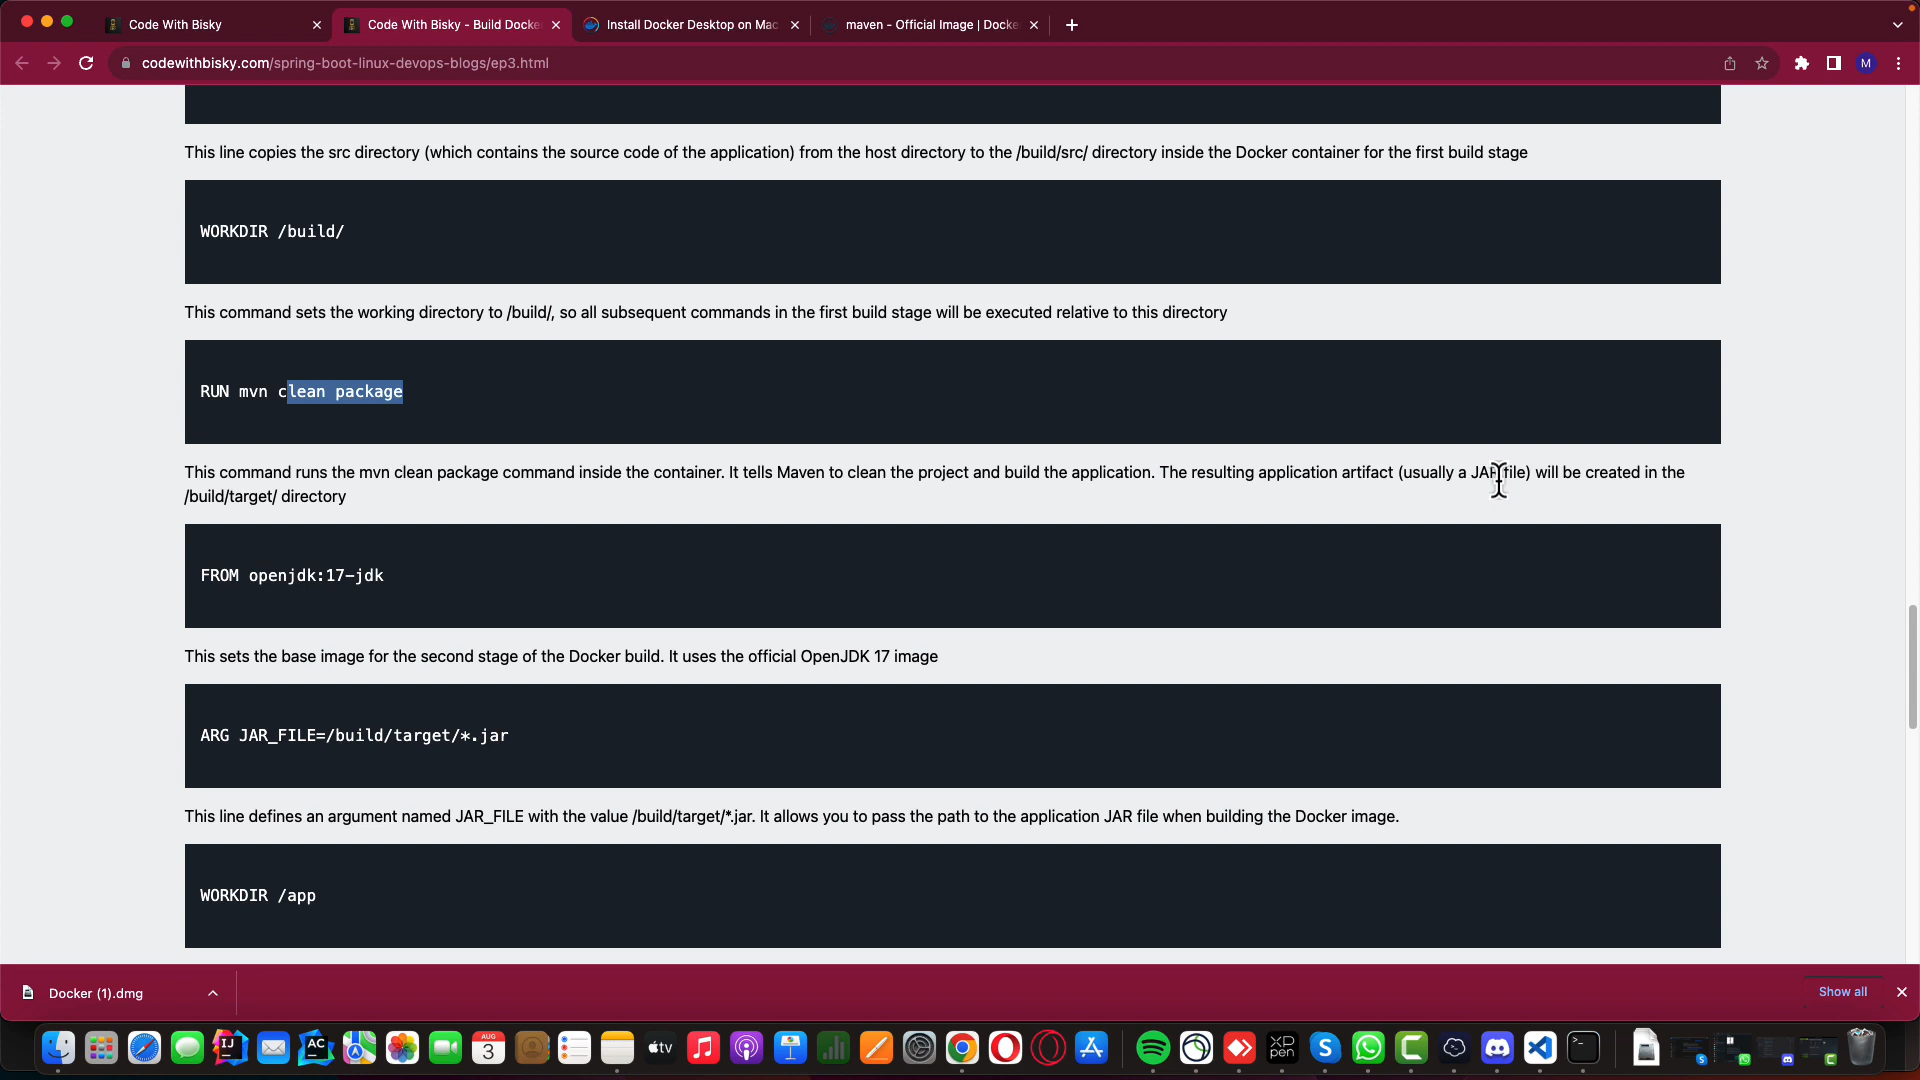 Code With Bisky
Code With Bisky - Build Docke
Install Docker Desktop on Mac
maven - Official Image | Docke
codewithbisky.com/spring-boot-linux-devops-blogs/ep3.html
M
This line copies the src directory (which contains the source code of the application) from the host directory to the /build/src/ directory inside the Docker container for the first build stage
WORKDIR /build/
This command sets the working directory to /build/, so all subsequent commands in the first build stage will be executed relative to this directory
RUN mvn clean package
This command runs the mvn clean package command inside the container. It tells Maven to clean the project and build the application. The resulting application artifact (usually a JAR file) will be created in the
/build/target/ directory
FROM openjdk:17-jdk
This sets the base image for the second stage of the Docker build. It uses the official OpenJDK 17 image
ARG JAR_FILE=/build/target/*.jar
This line defines an argument named JAR_FILE with the value /build/target/*.jar. It allows you to pass the path to the application JAR file when building the Docker image.
WORKDIR /app
Docker (1).dmg
Show all
IJ
AC
AUG
3
tv
XP
pen